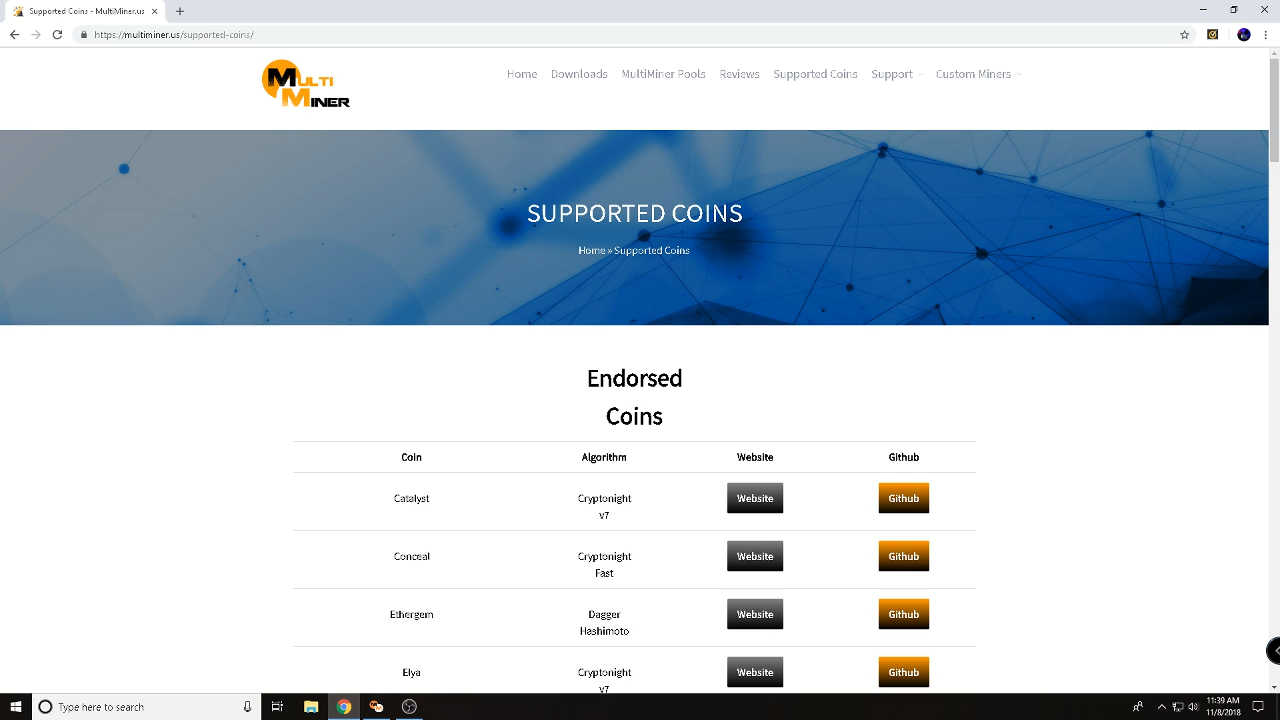 Supported Coins - MultiMiner.us
https://multiminer.us/supported-coins/
MULTI
MINER
Home Downloads MultiMiner Pools Reviews Supported Coins Support Custom Miners
SUPPORTED COINS
Home » Supported Coins
Endorsed
Coins
Coin Algorithm Website Github
Catalyst Cryptonight Website Github
v7
Conceal Cryptonight Website Github
Fast
Ethergem Dagger Website Github
Hashimoto
Elya Cryptonight Website Github
v7
Type here to search
11:39 AM
11/8/2018